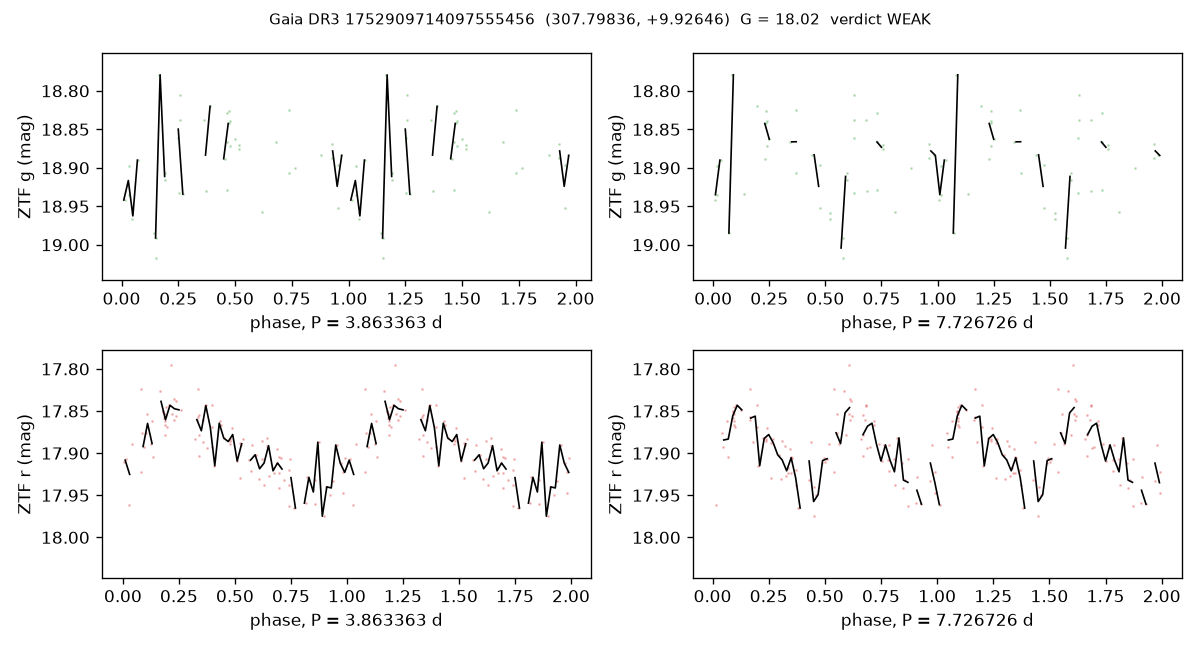 Gaia DR3 1752909714097555456  (307.79836, +9.92646)  G = 18.02  verdict WEAK
ZTF g (mag)
18.80
18.85
18.90
18.95
19.00
0.00 0.25 0.50 0.75 1.00 1.25 1.50 1.75 2.00
phase, P = 3.863363 d
ZTF g (mag)
18.80
18.85
18.90
18.95
19.00
0.00 0.25 0.50 0.75 1.00 1.25 1.50 1.75 2.00
phase, P = 7.726726 d
ZTF r (mag)
17.80
17.85
17.90
17.95
18.00
0.00 0.25 0.50 0.75 1.00 1.25 1.50 1.75 2.00
phase, P = 3.863363 d
ZTF r (mag)
17.80
17.85
17.90
17.95
18.00
0.00 0.25 0.50 0.75 1.00 1.25 1.50 1.75 2.00
phase, P = 7.726726 d